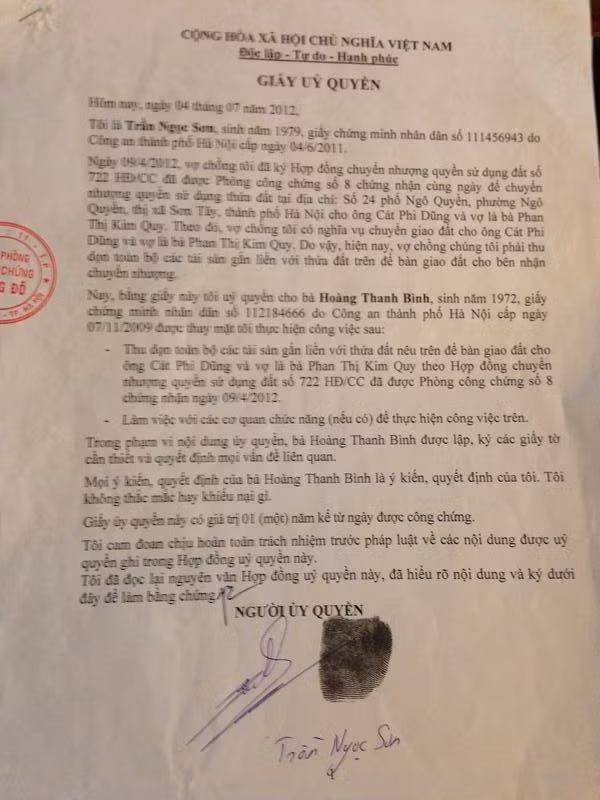 CỘNG HÒA XÃ HỘI CHỦ NGHĨA VIỆT NAM
Độc lập - Tự do - Hạnh phúc
GIẤY UỶ QUYỀN
Hôm nay, ngày 04 tháng 07 năm 2012,
Tôi là Trần Ngọc Sơn, sinh năm 1979, giấy chứng minh nhân dân số 111456943 do
Công an thành phố Hà Nội cấp ngày 04/6/2011.
Ngày 09/4/2012, vợ chồng tôi đã ký Hợp đồng chuyển nhượng quyền sử dụng đất số
722 HĐ/CC đã được Phòng công chứng số 8 chứng nhận cùng ngày để chuyển
nhượng quyền sử dụng thửa đất tại địa chỉ: Số 24 phố Ngô Quyền, phường Ngô
Quyền, thị xã Sơn Tây, thành phố Hà Nội cho ông Cát Phi Dũng và vợ là bà Phan
Thị Kim Quy. Theo đó, vợ chồng tôi có nghĩa vụ chuyển giao đất cho ông Cát Phi
Dũng và vợ là bà Phan Thị Kim Quy. Do vậy, hiện nay, vợ chồng chúng tôi phải thu
dọn toàn bộ các tài sản gắn liền với thửa đất trên để bàn giao đất cho bên nhận
chuyển nhượng.
PHÒNG
CHỨNG
G ĐÔ
Nay, bằng giấy này tôi uỷ quyền cho bà Hoàng Thanh Bình, sinh năm 1972, giấy
chứng minh nhân dân số 112184666 do Công an thành phố Hà Nội cấp ngày
07/11/2009 được thay mặt tôi thực hiện công việc sau:
- Thu dọn toàn bộ các tài sản gắn liền với thửa đất nêu trên để bàn giao đất cho
ông Cát Phi Dũng và vợ là bà Phan Thị Kim Quy theo Hợp đồng chuyển
nhượng quyền sử dụng đất số 722 HĐ/CC đã được Phòng công chứng số 8
chứng nhận ngày 09/4/2012.
- Làm việc với các cơ quan chức năng (nếu có) để thực hiện công việc trên.
Trong phạm vi nội dung ủy quyền, bà Hoàng Thanh Bình được lập, ký các giấy tờ
cần thiết và quyết định mọi vấn đề liên quan.
Mọi ý kiến, quyết định của bà Hoàng Thanh Bình là ý kiến, quyết định của tôi. Tôi
không thắc mắc hay khiếu nại gì.
Giấy ủy quyền này có giá trị 01 (một) năm kể từ ngày được công chứng.
Tôi cam đoan chịu hoàn toàn trách nhiệm trước pháp luật về các nội dung được uỷ
quyền ghi trong Hợp đồng uỷ quyền này.
Tôi đã đọc lại nguyên văn Hợp đồng uỷ quyền này, đã hiểu rõ nội dung và ký dưới
đây để làm bằng chứng
NGƯỜI ỦY QUYỀN
Trần Ngọc Sơn